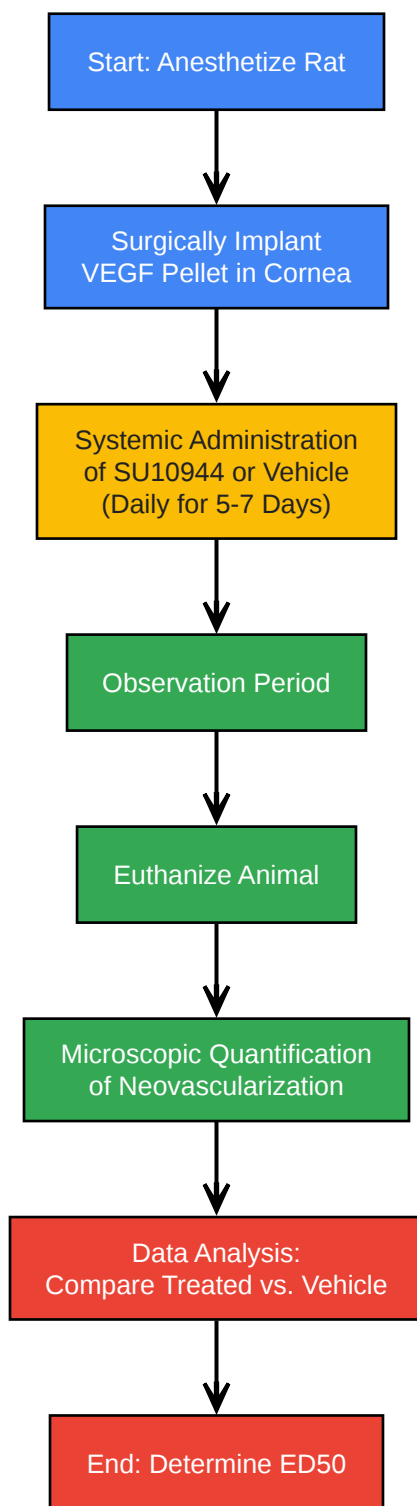 Start: Anesthetize Rat
Surgically Implant
VEGF Pellet in Cornea
Systemic Administration
of SU10944 or Vehicle
(Daily for 5-7 Days)
Observation Period
Euthanize Animal
Microscopic Quantification
of Neovascularization
Data Analysis:
Compare Treated vs. Vehicle
End: Determine ED50